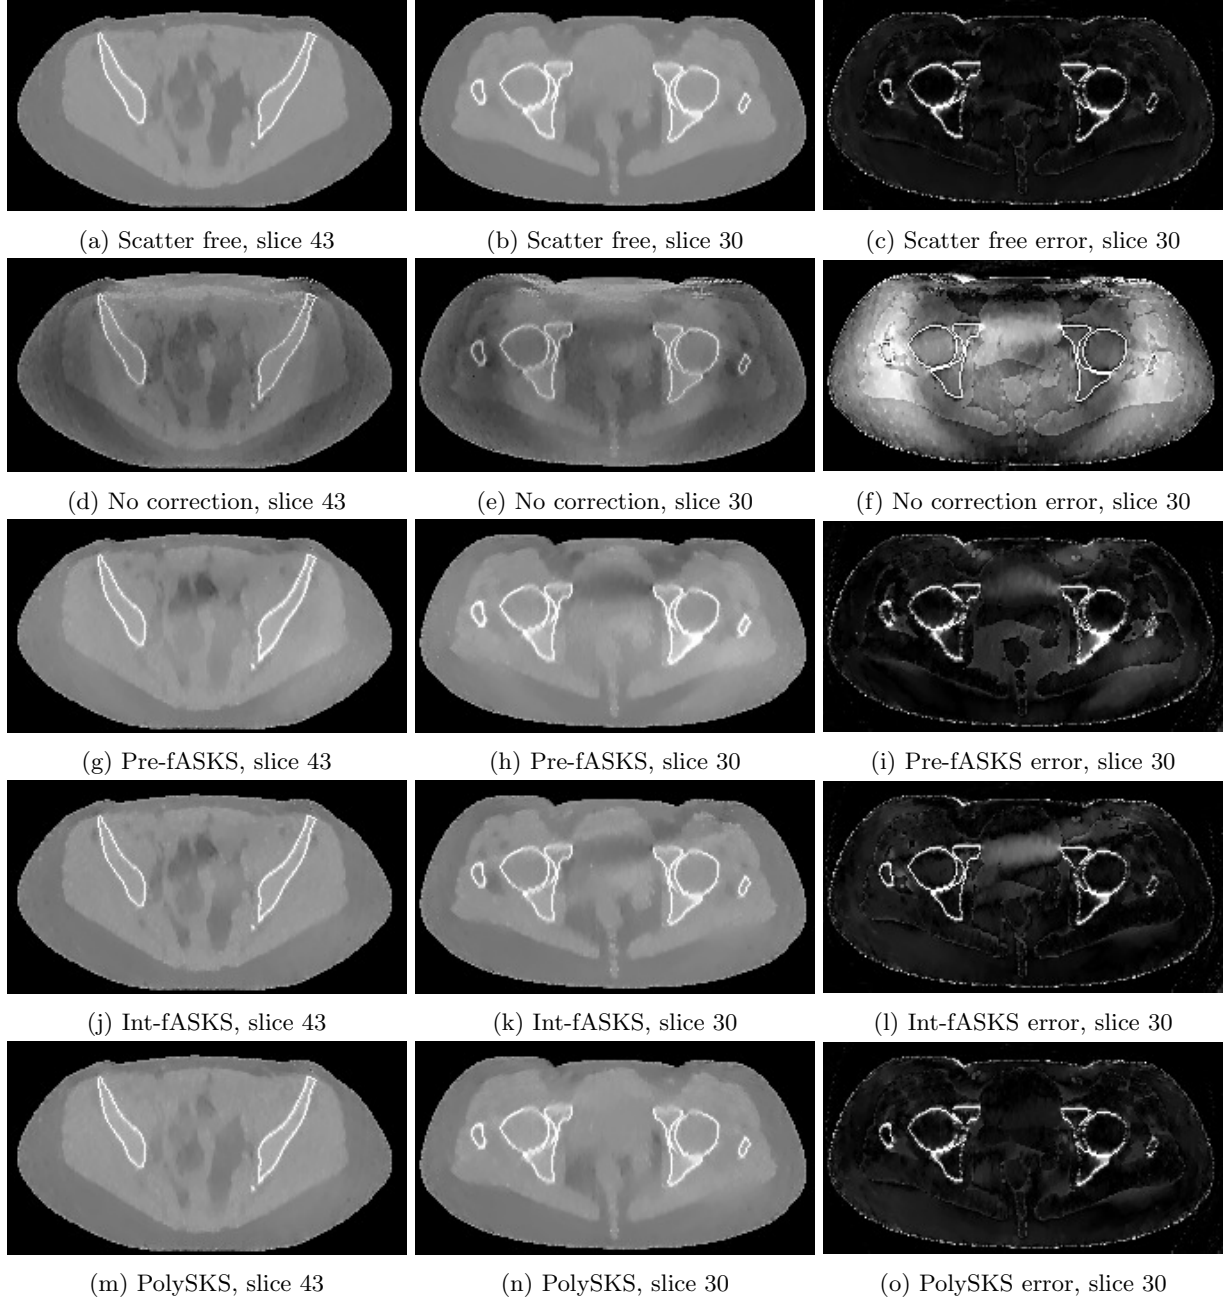 (a) Scatter free, slice 43
(b) Scatter free, slice 30
(c) Scatter free error, slice 30
(d) No correction, slice 43
(e) No correction, slice 30
(f) No correction error, slice 30
(g) Pre-fASKS, slice 43
(h) Pre-fASKS, slice 30
(i) Pre-fASKS error, slice 30
(j) Int-fASKS, slice 43
(k) Int-fASKS, slice 30
(l) Int-fASKS error, slice 30
(m) PolySKS, slice 43
(n) PolySKS, slice 30
(o) PolySKS error, slice 30